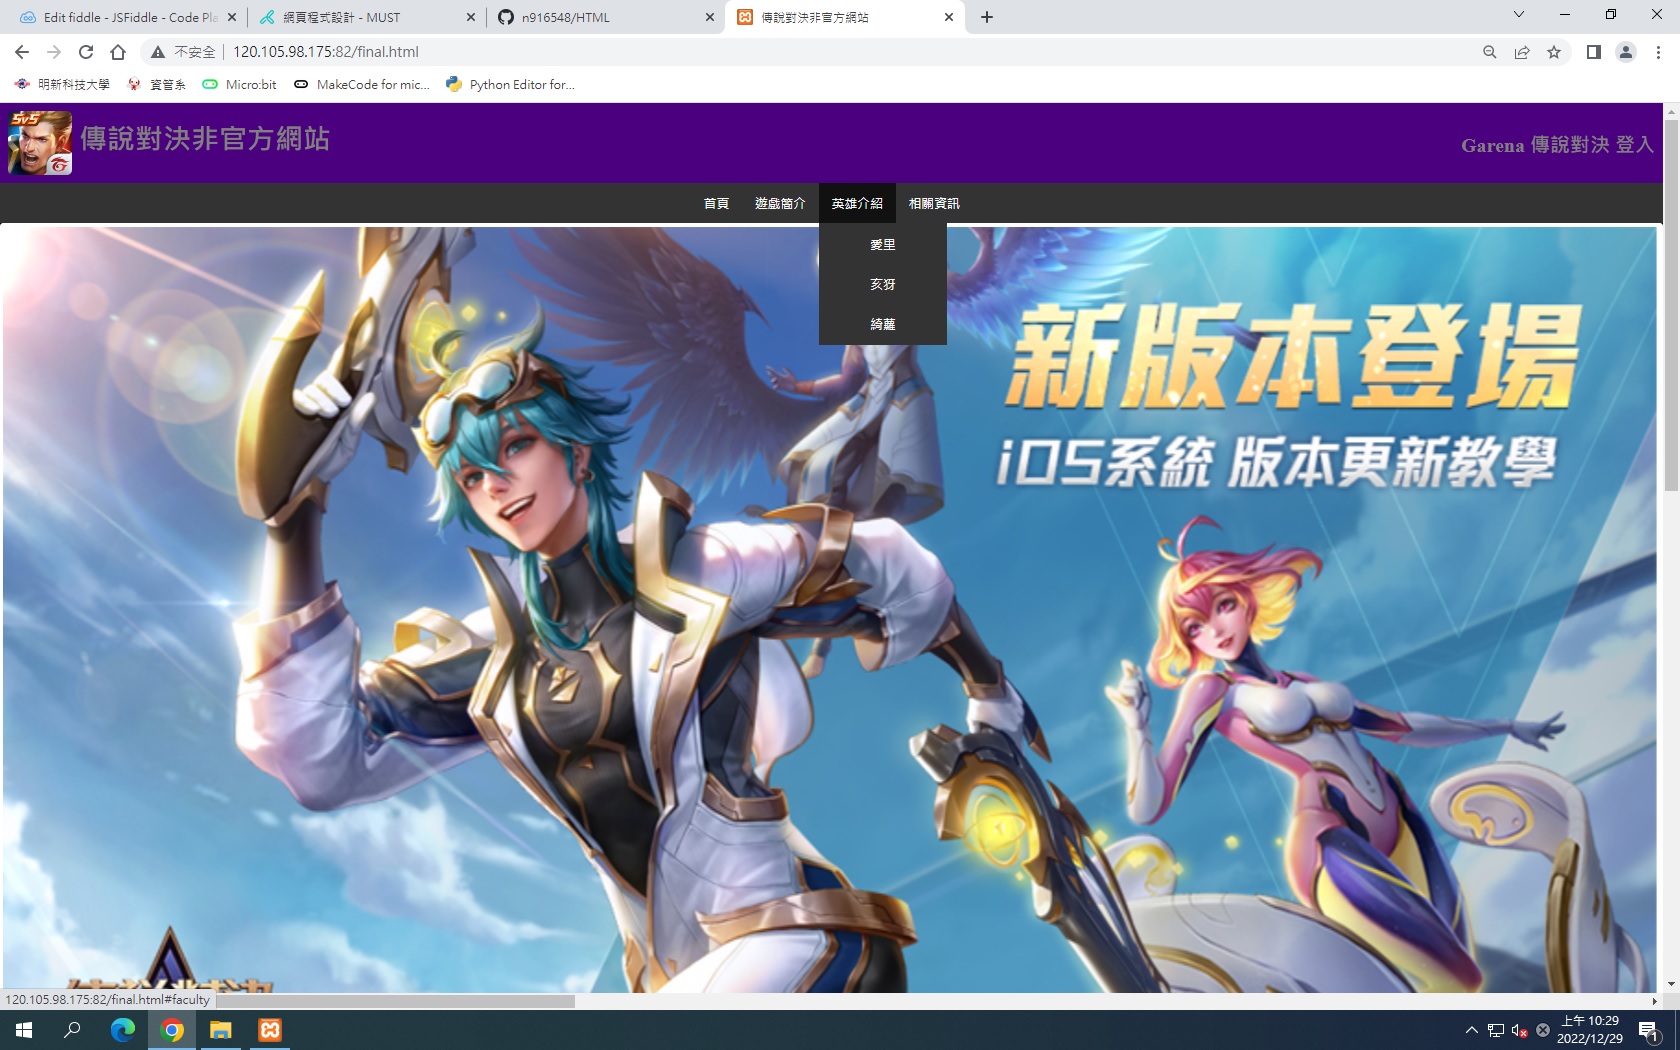 Edit fiddle - JSFiddle - Code Pla
網頁程式設計 - MUST
n916548/HTML
傳說對決非官方網站
不安全
120.105.98.175:82/final.html
明新科技大學
資管系
Micro:bit
MakeCode for mic...
Python Editor for...
5v5
傳說對決非官方網站
Garena 傳說對決 登入
首頁
遊戲簡介
英雄介紹
相關資訊
愛里
亥犽
綺蘿
新版本登場
iOS系統 版本更新教學
120.105.98.175:82/final.html#faculty
上午 10:29
2022/12/29
1